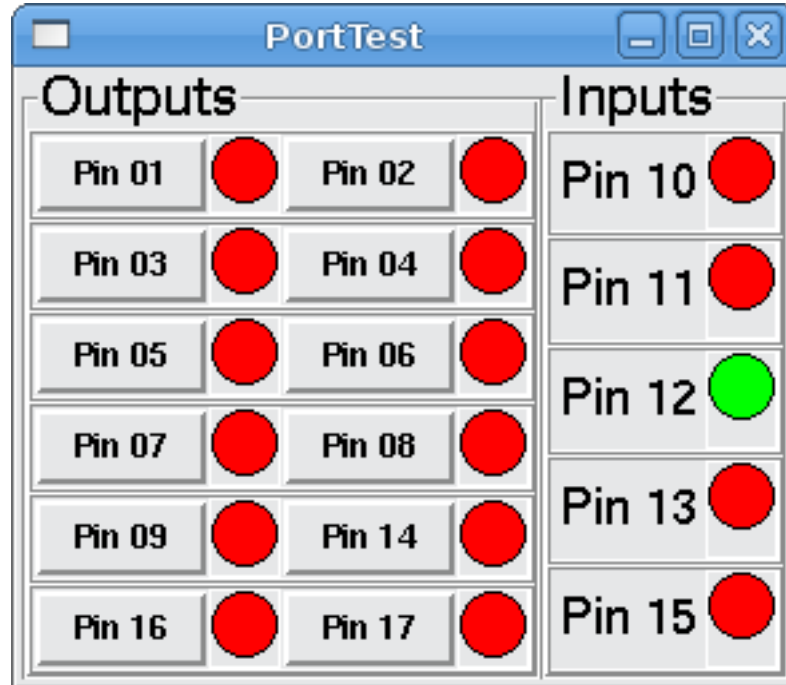 PortTest
Outputs
Inputs
Pin 01
Pin 02
Pin 03
Pin 04
Pin 05
Pin 06
Pin 07
Pin 08
Pin 09
Pin 14
Pin 16
Pin 17
Pin 10
Pin 11
Pin 12
Pin 13
Pin 15